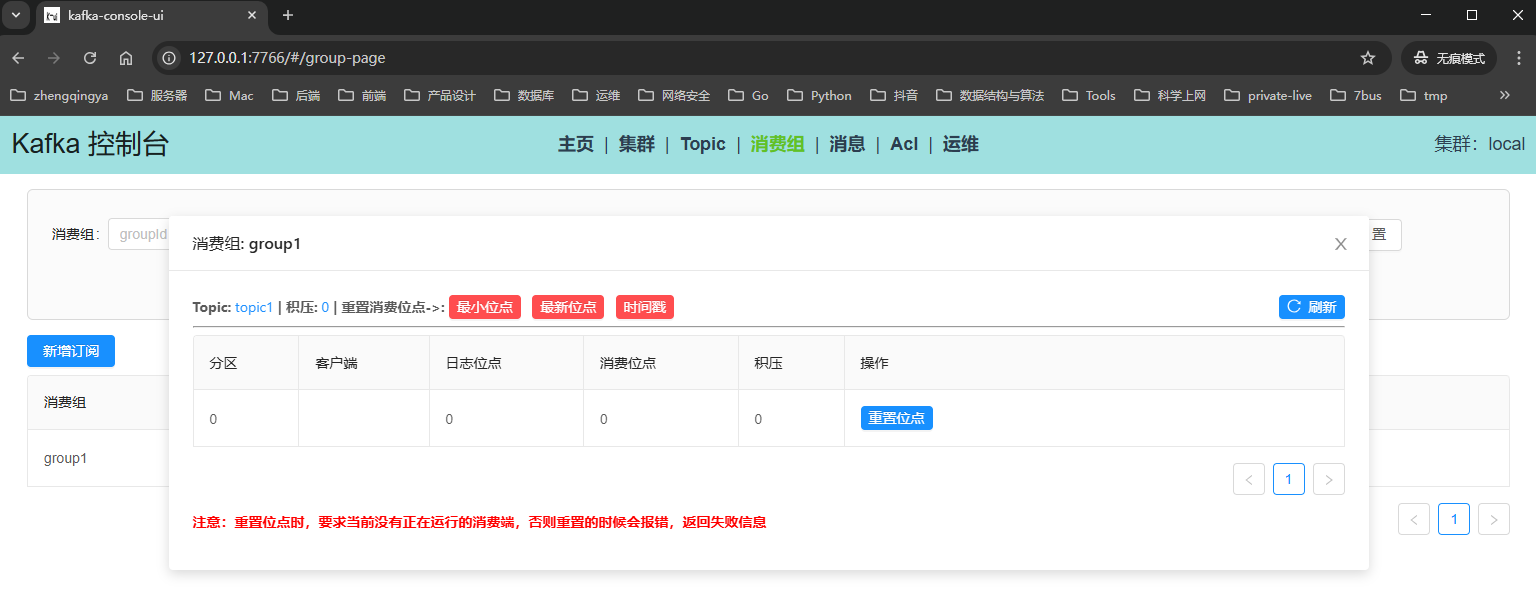 kafka-console-ui
127.0.0.1:7766/#/group-page
无痕模式
zhengqingya 服务器 Mac 后端 前端 产品设计 数据库 运维 网络安全 Go Python 抖音 数据结构与算法 Tools 科学上网 private-live 7bus tmp
Kafka 控制台
主页 | 集群 | Topic | 消费组 | 消息 | Acl | 运维
集群：local
消费组： groupId
置
消费组: group1
X
Topic: topic1 | 积压: 0 | 重置消费位点->: 最小位点 最新位点 时间戳
刷新
新增订阅
分区 客户端 日志位点 消费位点 积压 操作
消费组
0 0 0 0 重置位点
group1
< 1 >
注意：重置位点时，要求当前没有正在运行的消费端，否则重置的时候会报错，返回失败信息
< 1 >